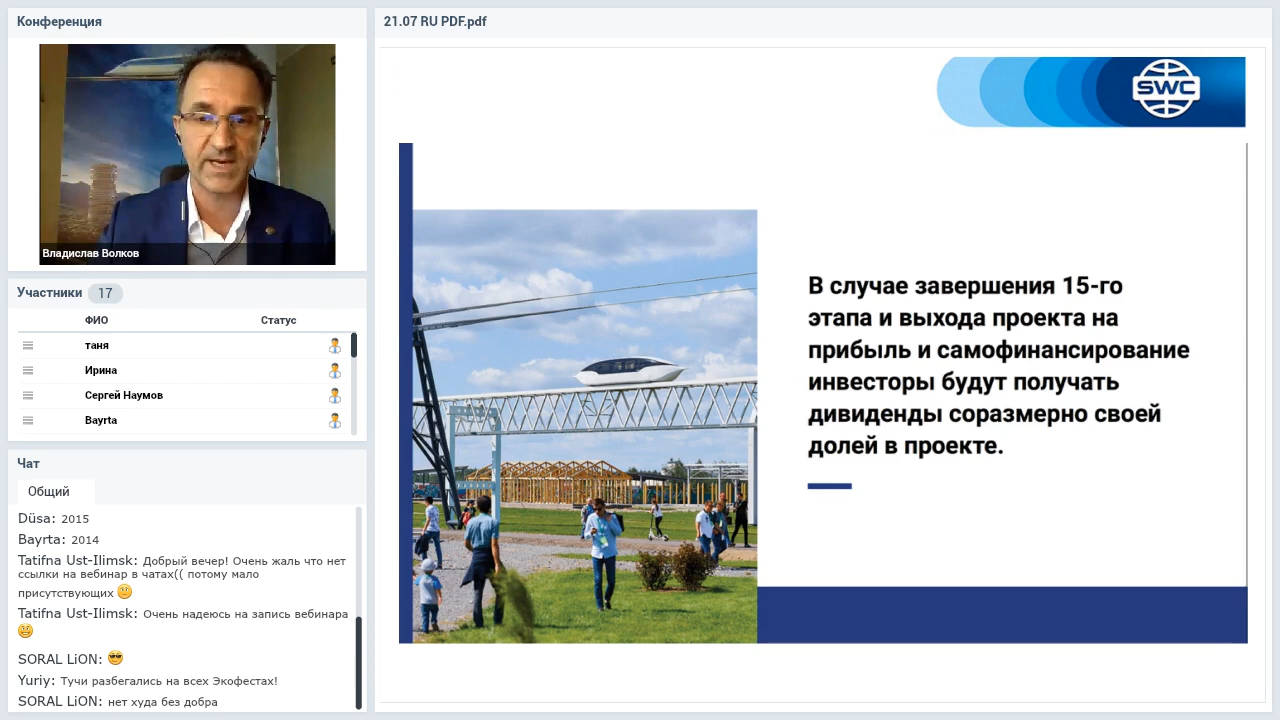 Конференция
Владислав Волков
Участники 17
ФИО Статус
таня
Ирина
Сергей Наумов
Bayrta
Чат
Общий
Düsa: 2015
Bayrta: 2014
Tatifna Ust-Ilimsk: Добрый вечер! Очень жаль что нет
ссылки на вебинар в чатах(( потому мало
присутствующих
Tatifna Ust-Ilimsk: Очень надеюсь на запись вебинара
SORAL LiON:
Yuriy: Тучи разбегались на всех Экофестах!
SORAL LiON: нет худа без добра
21.07 RU PDF.pdf
SWC
В случае завершения 15-го
этапа и выхода проекта на
прибыль и самофинансирование
инвесторы будут получать
дивиденды соразмерно своей
долей в проекте.